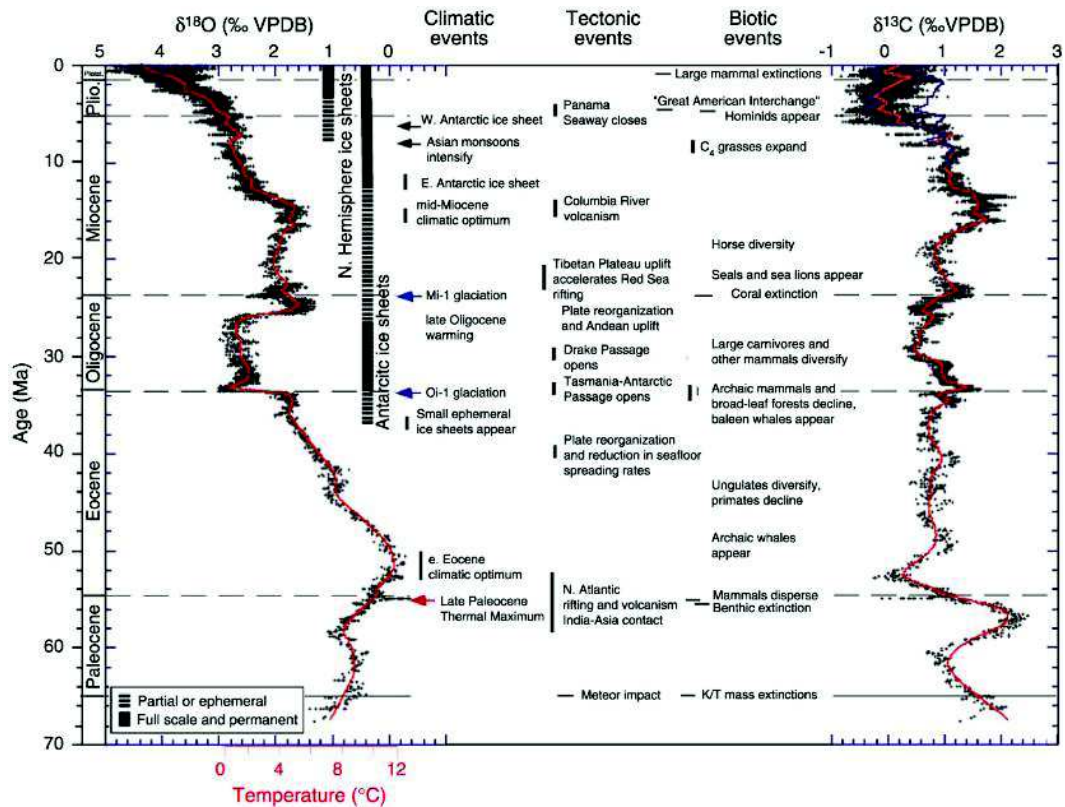 δ18O (‰ VPDB)
5 4 3 2 1 0
Climatic
events
Tectonic
events
Biotic
events
δ13C (‰VPDB)
-1 0 1 2 3
Age (Ma)
0
10
20
30
40
50
60
70
Plio.
Miocene
Oligocene
Eocene
Paleocene
N. Hemisphere ice sheets
Antarcitc ice sheets
W. Antarctic ice sheet
Asian monsoons
intensify
E. Antarctic ice sheet
mid-Miocene
climatic optimum
Mi-1 glaciation
late Oligocene
warming
Oi-1 glaciation
Small ephemeral
ice sheets appear
e. Eocene
climatic optimum
Late Paleocene
Thermal Maximum
Panama
Seaway closes
Columbia River
volcanism
Tibetan Plateau uplift
accelerates Red Sea
rifting
Plate reorganization
and Andean uplift
Drake Passage
opens
Tasmania-Antarctic
Passage opens
Plate reorganization
and reduction in seafloor
spreading rates
N. Atlantic
rifting and volcanism
India-Asia contact
Meteor impact
Large mammal extinctions
"Great American Interchange"
Hominids appear
C4 grasses expand
Horse diversity
Seals and sea lions appear
Coral extinction
Large carnivores and
other mammals diversify
Archaic mammals and
broad-leaf forests decline,
baleen whales appear
Ungulates diversify,
primates decline
Archaic whales
appear
Mammals disperse
Benthic extinction
K/T mass extinctions
Partial or ephemeral
Full scale and permanent
0 4 8 12
Temperature (°C)